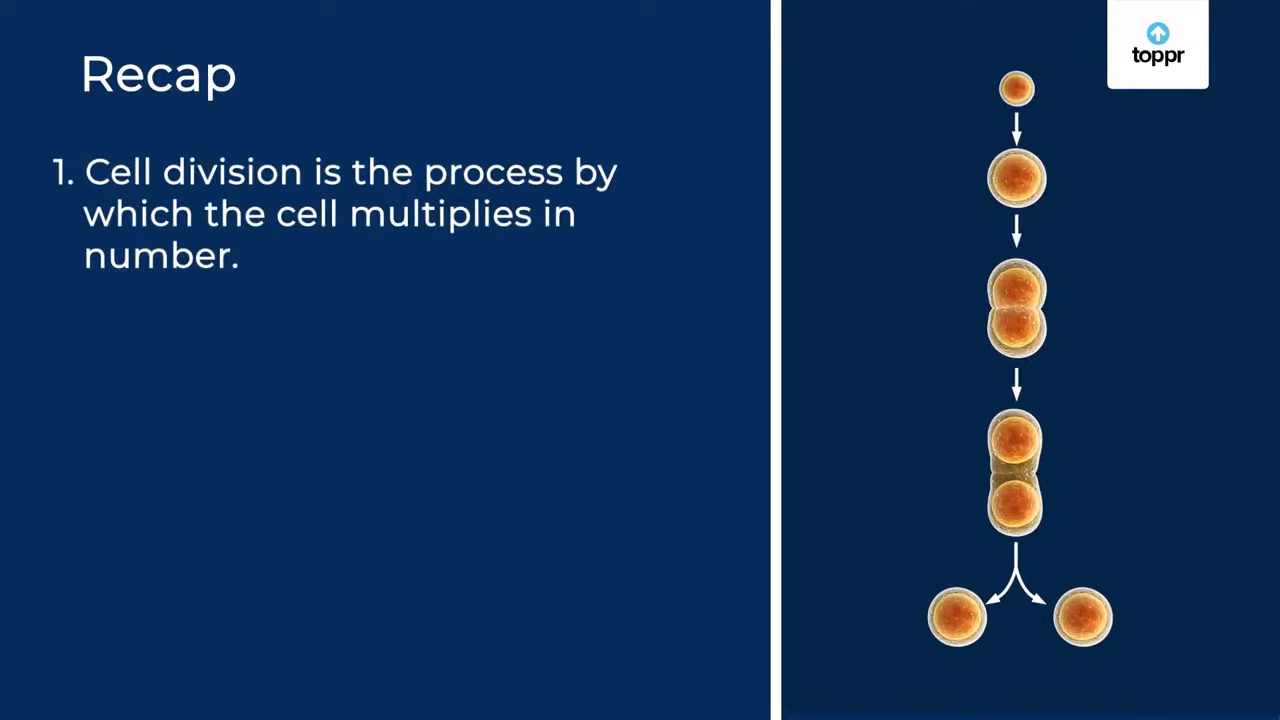 Recap
1. Cell division is the process by
which the cell multiplies in
number.
toppr